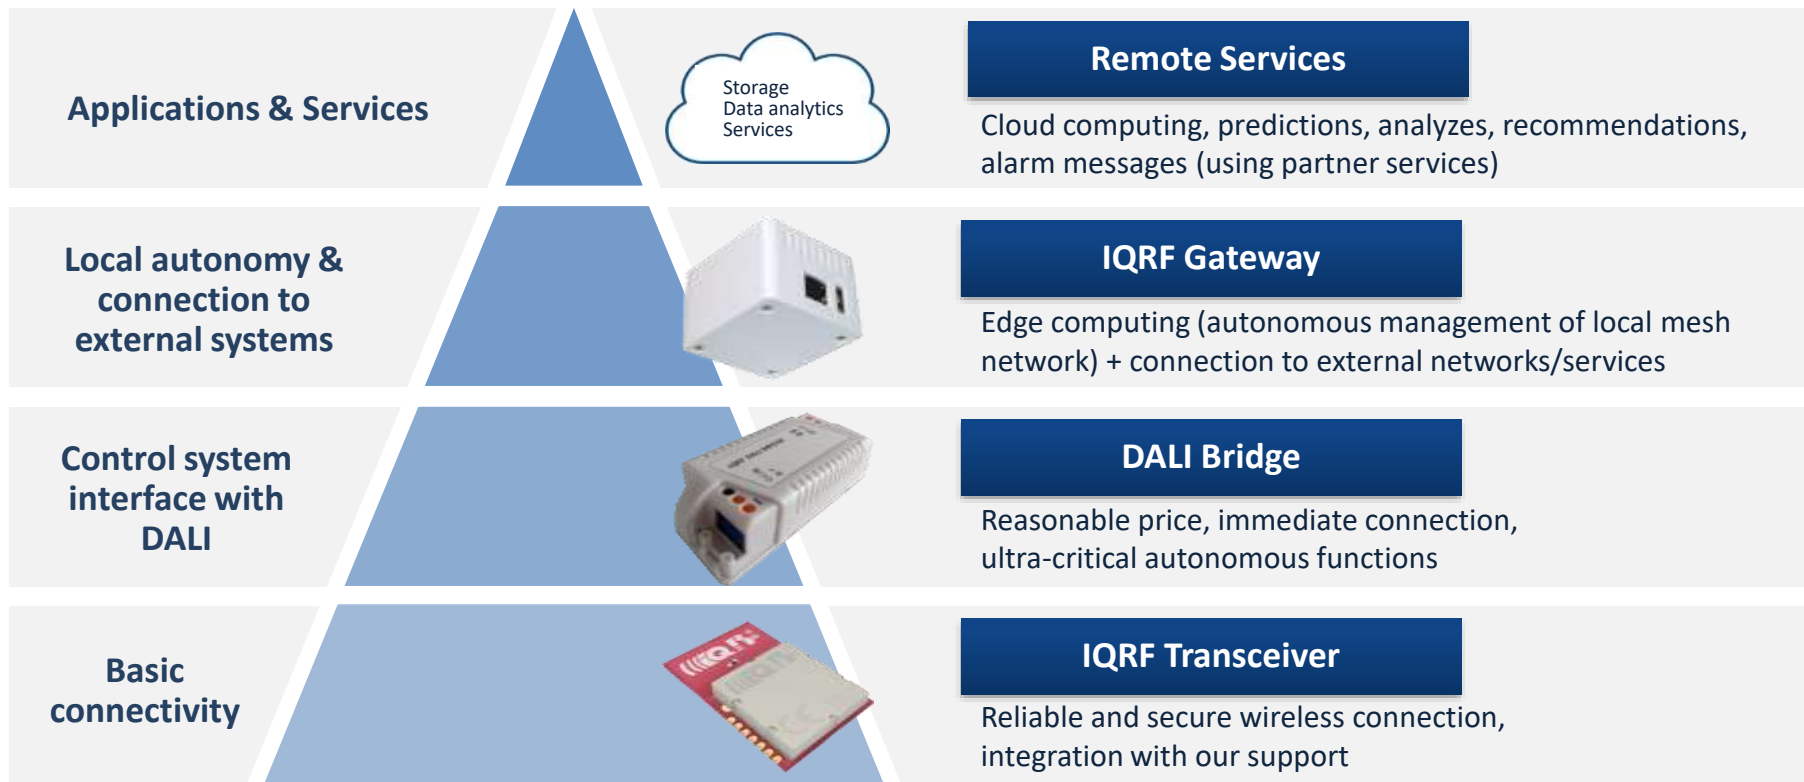 Applications & Services
Storage
Data analytics
Services
Remote Services
Cloud computing, predictions, analyzes, recommendations,
alarm messages (using partner services)
Local autonomy &
connection to
external systems
IQRF Gateway
Edge computing (autonomous management of local mesh
network) + connection to external networks/services
Control system
interface with
DALI
DALI Bridge
Reasonable price, immediate connection,
ultra-critical autonomous functions
Basic
connectivity
IQRF
IQRF Transceiver
Reliable and secure wireless connection,
integration with our support